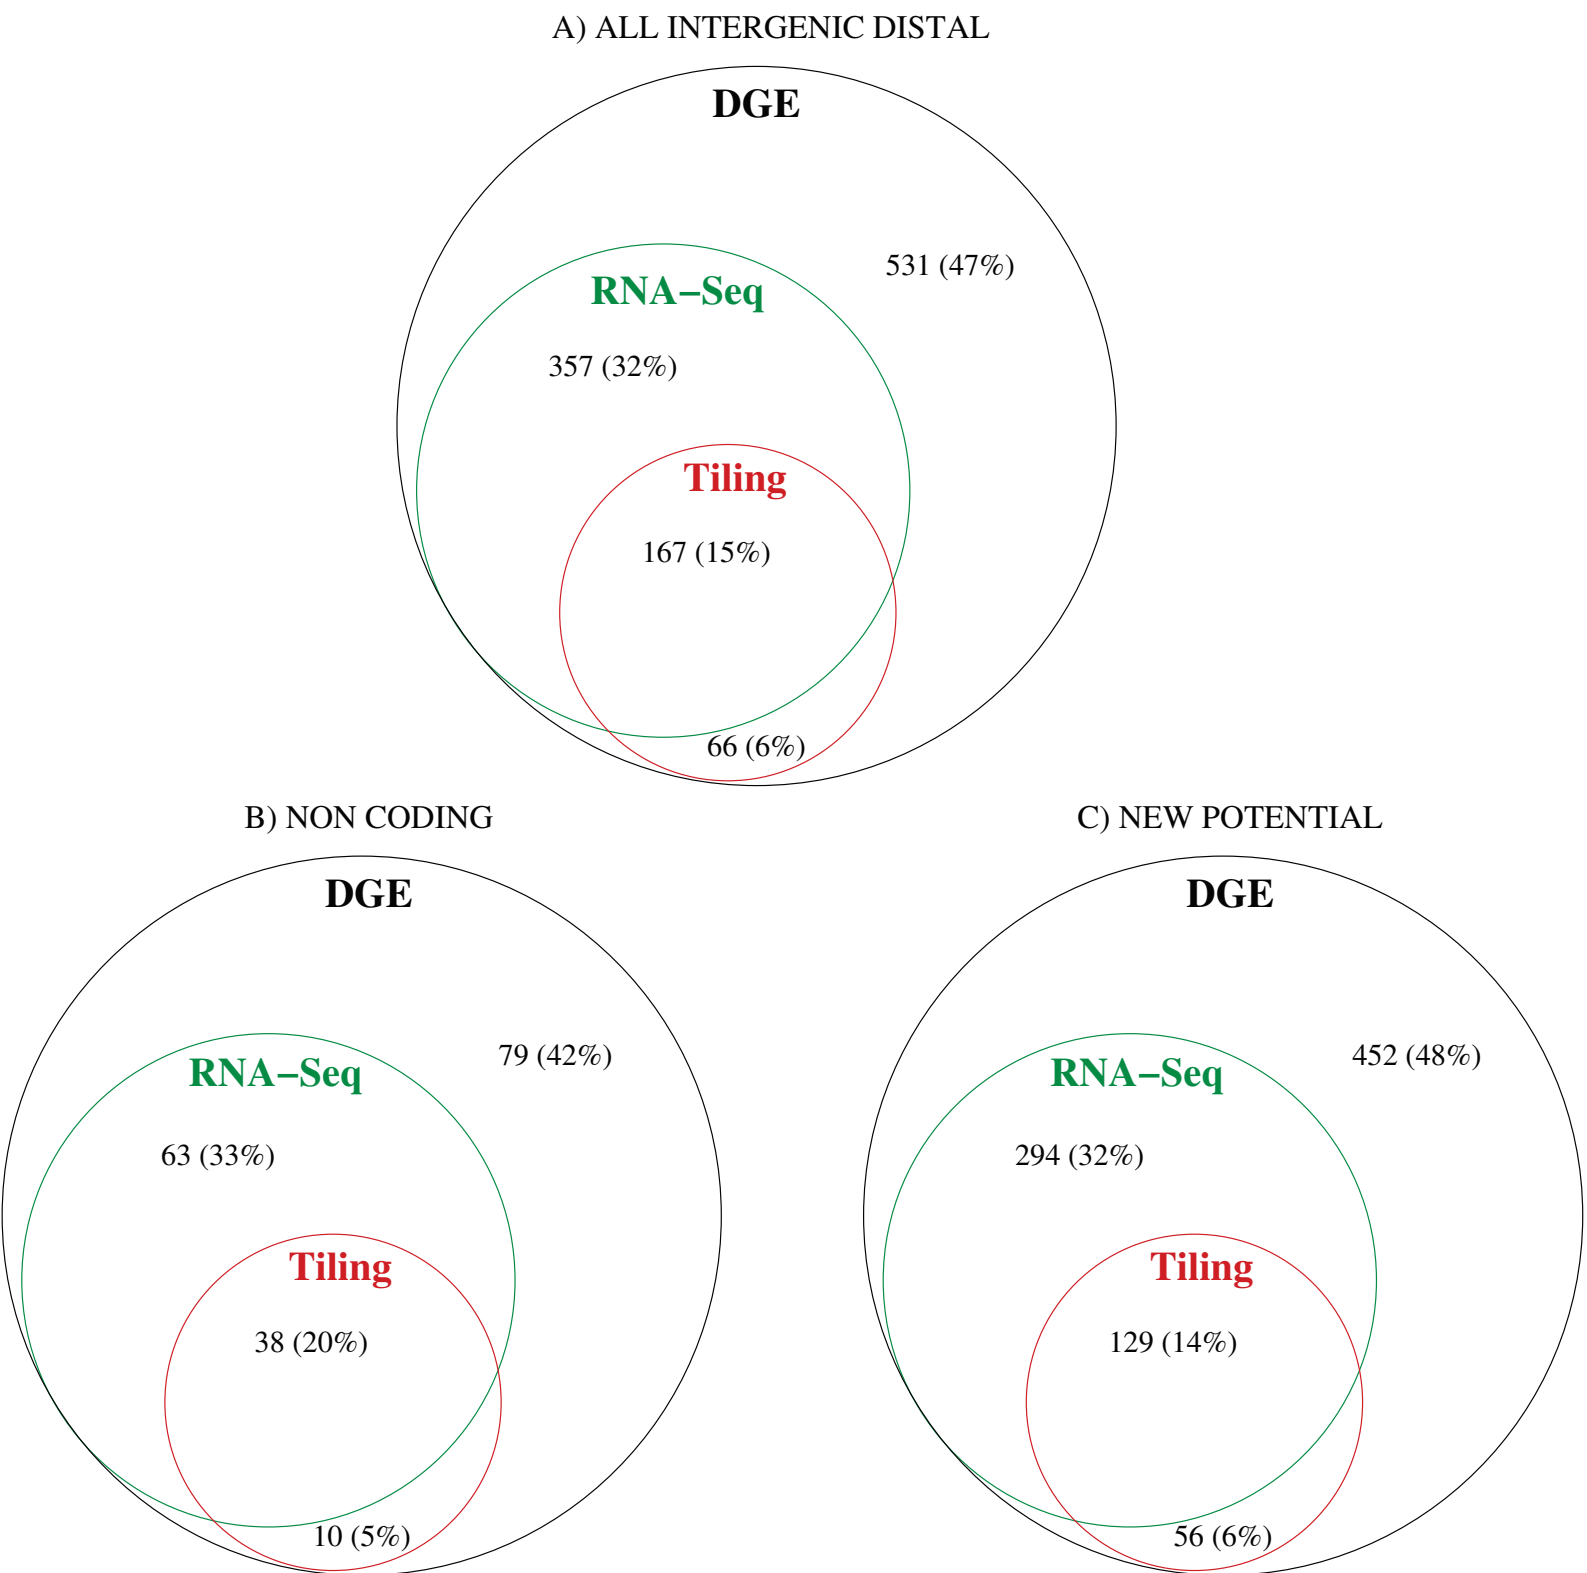 A) ALL INTERGENIC DISTAL
DGE
531 (47%)
RNA−Seq
357 (32%)
Tiling
167 (15%)
66 (6%)
B) NON CODING
DGE
79 (42%)
RNA−Seq
63 (33%)
Tiling
38 (20%)
10 (5%)
C) NEW POTENTIAL
DGE
452 (48%)
RNA−Seq
294 (32%)
Tiling
129 (14%)
56 (6%)